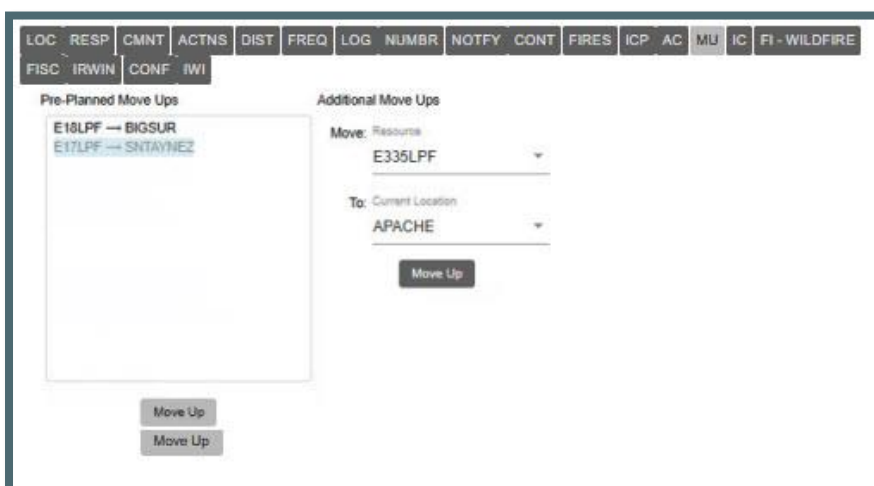 LOC RESP CMNT ACTNS DIST FREQ LOG NUMBR NOTFY CONT FIRES ICP AC MU IC FI - WILDFIRE
FISC IRWIN CONF IWI
Pre-Planned Move Ups
E18LPF → BIGSUR
E17LPF → SNTAYNEZ
Move Up
Move Up
Additional Move Ups
Move: Resource
E335LPF
To: Current Location
APACHE
Move Up